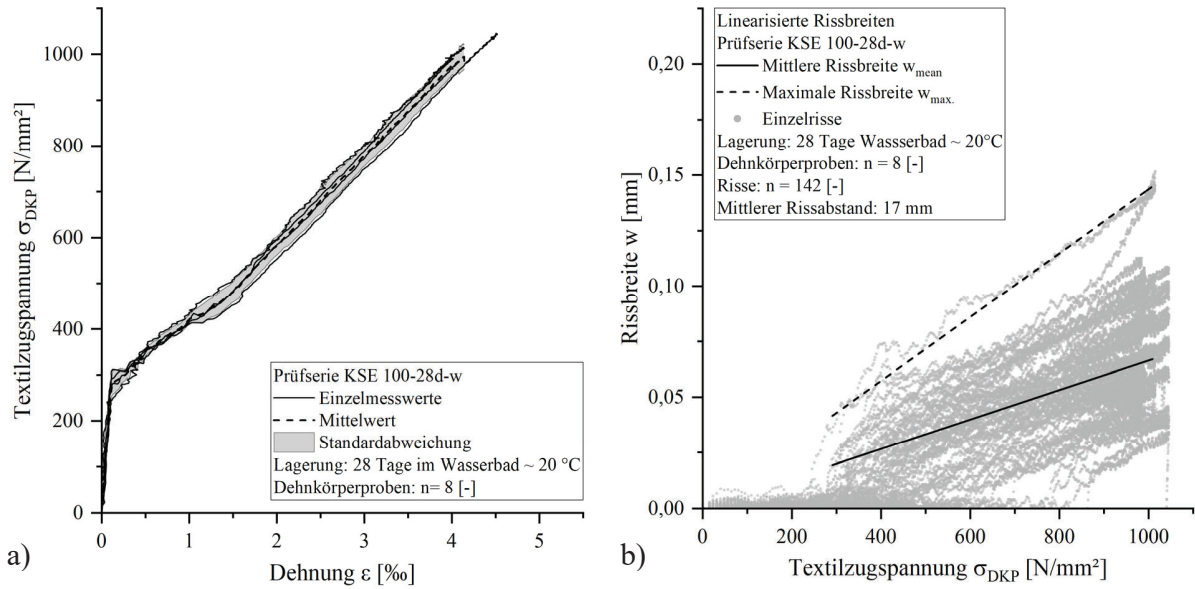 1000
800
600
400
200
0
Textilzugspannung σDKP [N/mm²]
Prüfserie KSE 100-28d-w
Einzelmesswerte
Mittelwert
Standardabwcichung
Lagerung: 28 Tage im Wasserbad ~ 20 °C
Dehnkörperproben: n= 8 [-]
0 1 2 3 4 5
Dehnung ε [‰]
a)
0,20
0,15
0,10
0,05
0,00
Rissbreite w [mm]
Linearisierte Rissbreiten
Prüfserie KSE 100-28d-w
Mittlere Rissbreite wmean
Maximale Rissbreite wmax.
Einzelrisse
Lagerung: 28 Tage Wassserbad ~ 20°C
Dehnkörperproben: n = 8 [-]
Risse: n = 142 [-]
Mittlerer Rissabstand: 17 mm
0 200 400 600 800 1000
Textilzugspannung σDKP [N/mm²]
b)